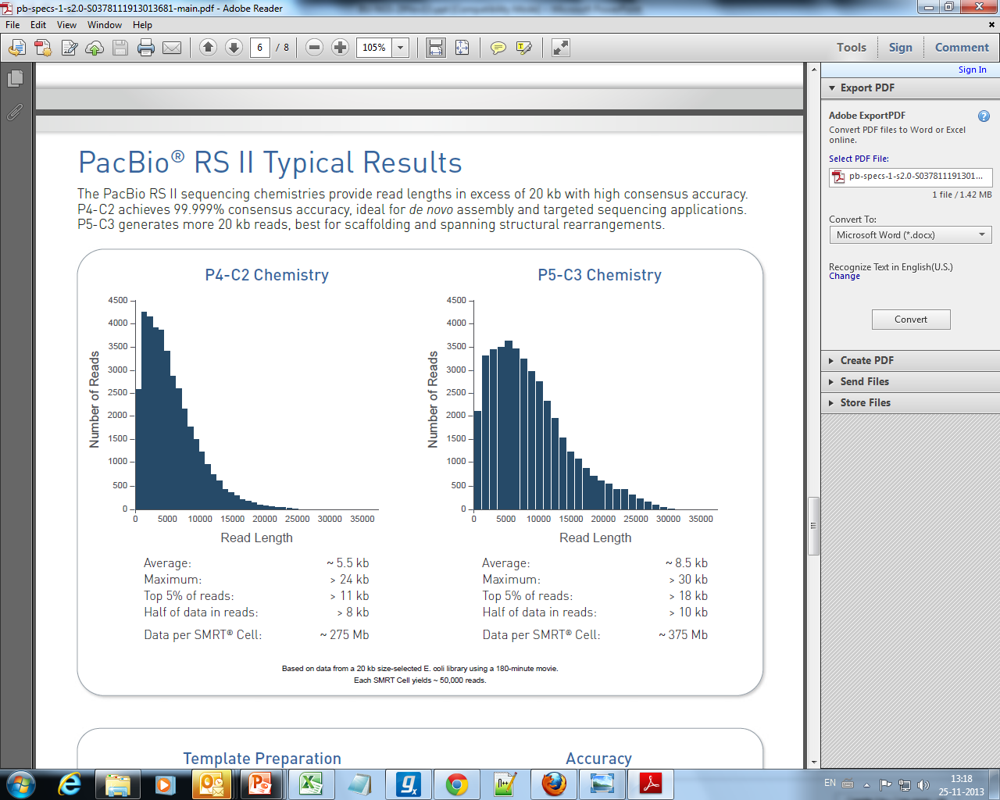 pb-specs-1-s2.0-S0378111913013681-main.pdf - Adobe Reader
File Edit View Window Help
6 / 8 105% Tools Sign Comment
Sign In
Export PDF
Adobe ExportPDF
Convert PDF files to Word or Excel
online.
Select PDF File:
pb-specs-1-s2.0-S037811191301...
1 file / 1.42 MB
Convert To:
Microsoft Word (*.docx)
Recognize Text in English(U.S.)
Change
Convert
Create PDF
Send Files
Store Files
PacBio® RS II Typical Results
The PacBio RS II sequencing chemistries provide read lengths in excess of 20 kb with high consensus accuracy.
P4-C2 achieves 99.999% consensus accuracy, ideal for de novo assembly and targeted sequencing applications.
P5-C3 generates more 20 kb reads, best for scaffolding and spanning structural rearrangements.
P4-C2 Chemistry
Number of Reads
4500
4000
3500
3000
2500
2000
1500
1000
500
0
0 5000 10000 15000 20000 25000 30000 35000
Read Length
Average: ~ 5.5 kb
Maximum: > 24 kb
Top 5% of reads: > 11 kb
Half of data in reads: > 8 kb
Data per SMRT® Cell: ~ 275 Mb
P5-C3 Chemistry
Number of Reads
4500
4000
3500
3000
2500
2000
1500
1000
500
0
0 5000 10000 15000 20000 25000 30000 35000
Read Length
Average: ~ 8.5 kb
Maximum: > 30 kb
Top 5% of reads: > 18 kb
Half of data in reads: > 10 kb
Data per SMRT® Cell: ~ 375 Mb
Based on data from a 20 kb size-selected E. coli library using a 180-minute movie.
Each SMRT Cell yields ~ 50,000 reads.
Template Preparation Accuracy
EN 13:18
25-11-2013